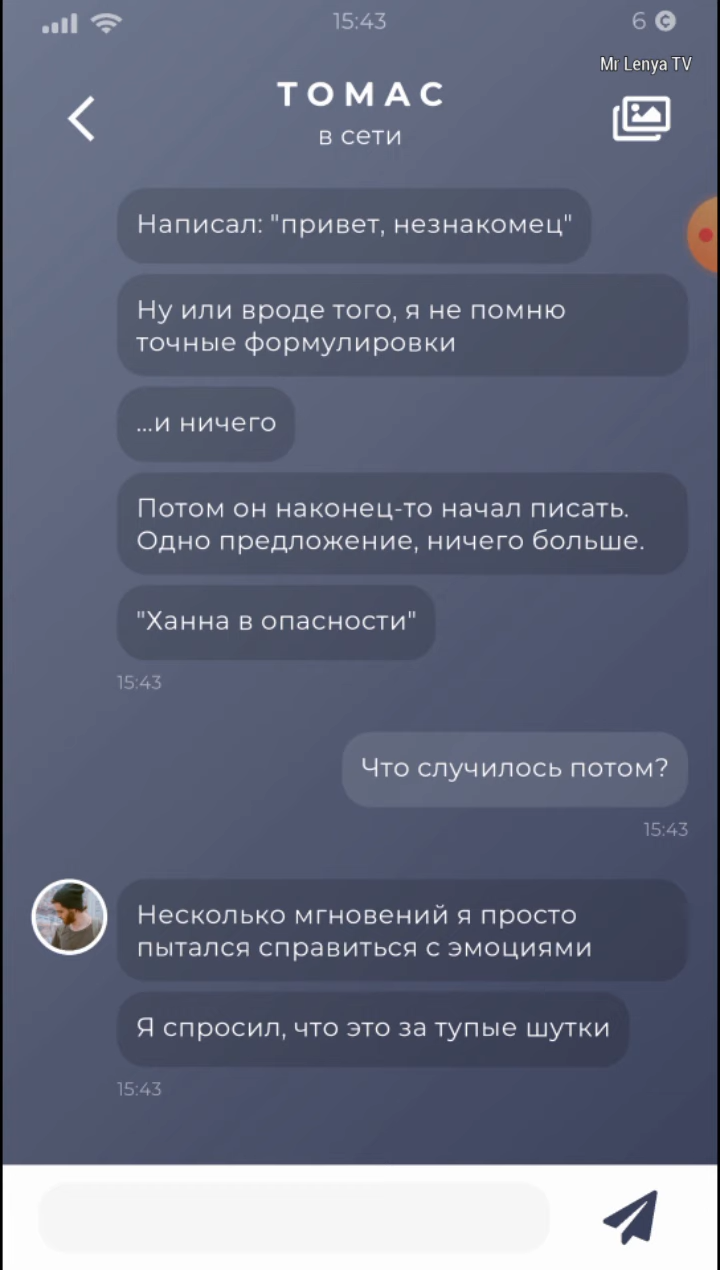 15:43
6
Mr Lenya TV
ТОМАС
в сети
Написал: "привет, незнакомец"
Ну или вроде того, я не помню
точные формулировки
...и ничего
Потом он наконец-то начал писать.
Одно предложение, ничего больше.
"Ханна в опасности"
15:43
Что случилось потом?
15:43
Несколько мгновений я просто
пытался справиться с эмоциями
Я спросил, что это за тупые шутки
15:43